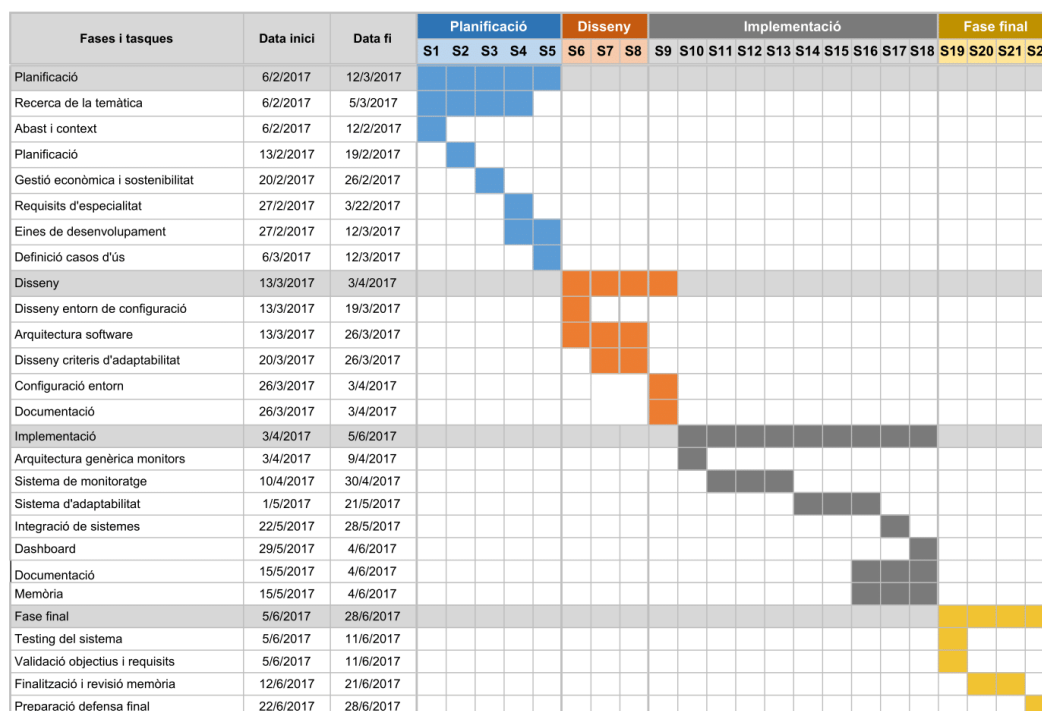 Fases i tasques Data inici Data fi Planificació Disseny Implementació Fase final
S1 S2 S3 S4 S5 S6 S7 S8 S9 S10 S11 S12 S13 S14 S15 S16 S17 S18 S19 S20 S21 S2
Planificació 6/2/2017 12/3/2017
Recerca de la temàtica 6/2/2017 5/3/2017
Abast i context 6/2/2017 12/2/2017
Planificació 13/2/2017 19/2/2017
Gestió econòmica i sostenibilitat 20/2/2017 26/2/2017
Requisits d'especialitat 27/2/2017 3/22/2017
Eines de desenvolupament 27/2/2017 12/3/2017
Definició casos d'ús 6/3/2017 12/3/2017
Disseny 13/3/2017 3/4/2017
Disseny entorn de configuració 13/3/2017 19/3/2017
Arquitectura software 13/3/2017 26/3/2017
Disseny criteris d'adaptabilitat 20/3/2017 26/3/2017
Configuració entorn 26/3/2017 3/4/2017
Documentació 26/3/2017 3/4/2017
Implementació 3/4/2017 5/6/2017
Arquitectura genèrica monitors 3/4/2017 9/4/2017
Sistema de monitoratge 10/4/2017 30/4/2017
Sistema d'adaptabilitat 1/5/2017 21/5/2017
Integració de sistemes 22/5/2017 28/5/2017
Dashboard 29/5/2017 4/6/2017
Documentació 15/5/2017 4/6/2017
Memòria 15/5/2017 4/6/2017
Fase final 5/6/2017 28/6/2017
Testing del sistema 5/6/2017 11/6/2017
Validació objectius i requisits 5/6/2017 11/6/2017
Finalització i revisió memòria 12/6/2017 21/6/2017
Preparació defensa final 22/6/2017 28/6/2017